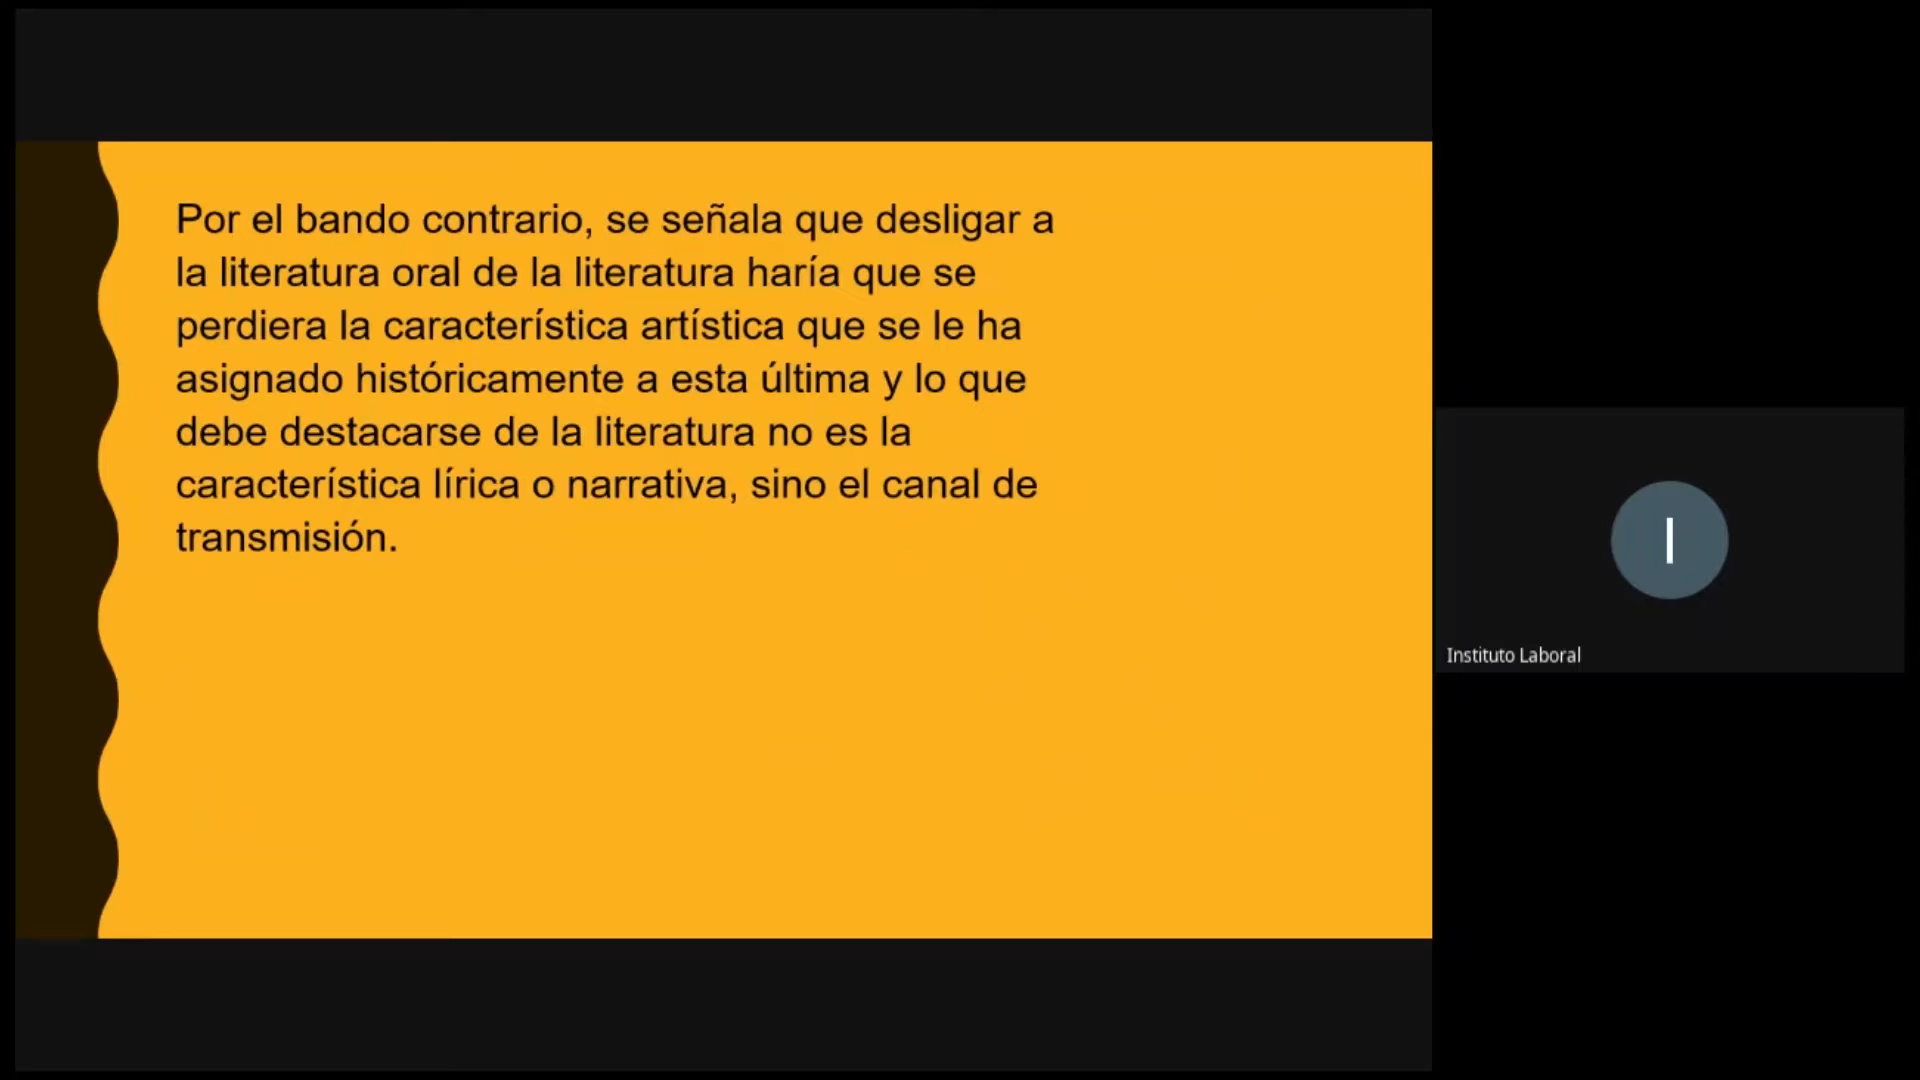 Por el bando contrario, se señala que desligar a
la literatura oral de la literatura haría que se
perdiera la característica artística que se le ha
asignado históricamente a esta última y lo que
debe destacarse de la literatura no es la
característica lírica o narrativa, sino el canal de
transmisión.
I
Instituto Laboral